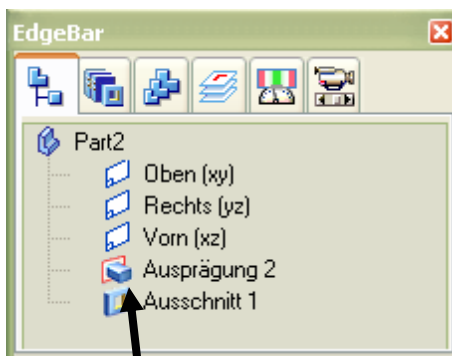 EdgeBar
Part2
Oben (xy)
Rechts (yz)
Vorn (xz)
Ausprägung 2
Ausschnitt 1